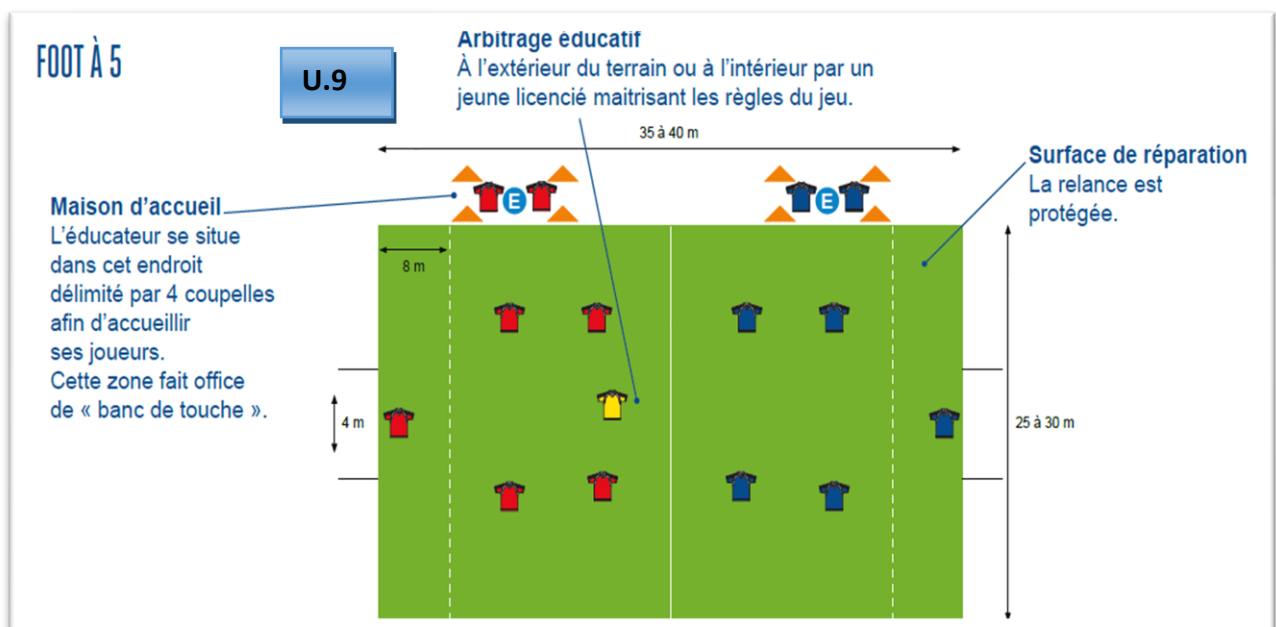 FOOT À 5
U.9
Arbitrage éducatif
À l'extérieur du terrain ou à l'intérieur par un
jeune licencié maitrisant les règles du jeu.
35 à 40 m
Surface de réparation
La relance est
protégée.
E
E
Maison d'accueil
L'éducateur se situe
dans cet endroit
délimité par 4 coupelles
afin d'accueillir
ses joueurs.
Cette zone fait office
de « banc de touche ».
8 m
4 m
25 à 30 m